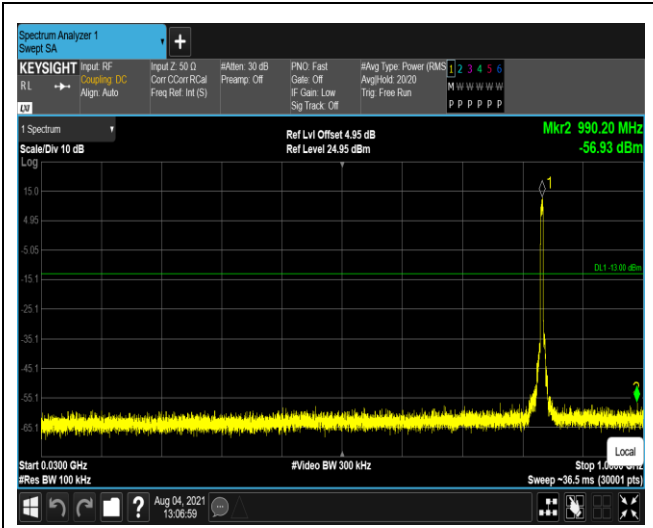 Spectrum Analyzer 1
Swept SA
+
KEYSIGHT
RL
LXI
Input: RF
Coupling: DC
Align: Auto
Input Z: 50 Ω
Corr CCorr RCal
Freq Ref: Int (S)
#Atten: 30 dB
Preamp: Off
PNO: Fast
Gate: Off
IF Gain: Low
Sig Track: Off
#Avg Type: Power (RMS
Avg|Hold: 20/20
Trig: Free Run
1 2 3 4 5 6
M W W W W W
P P P P P P
1 Spectrum
Scale/Div 10 dB
Log
Ref Lvl Offset 4.95 dB
Ref Level 24.95 dBm
Mkr2 990.20 MHz
-56.93 dBm
1
15.0
4.95
-5.05
DL1 -13.00 dBm
-15.1
-25.1
-35.1
-45.1
-55.1
2
-65.1
Local
Start 0.0300 GHz
#Video BW 300 kHz
Stop 1.0000 GHz
#Res BW 100 kHz
Sweep ~36.5 ms (30001 pts)
?
Aug 04, 2021
13:06:59